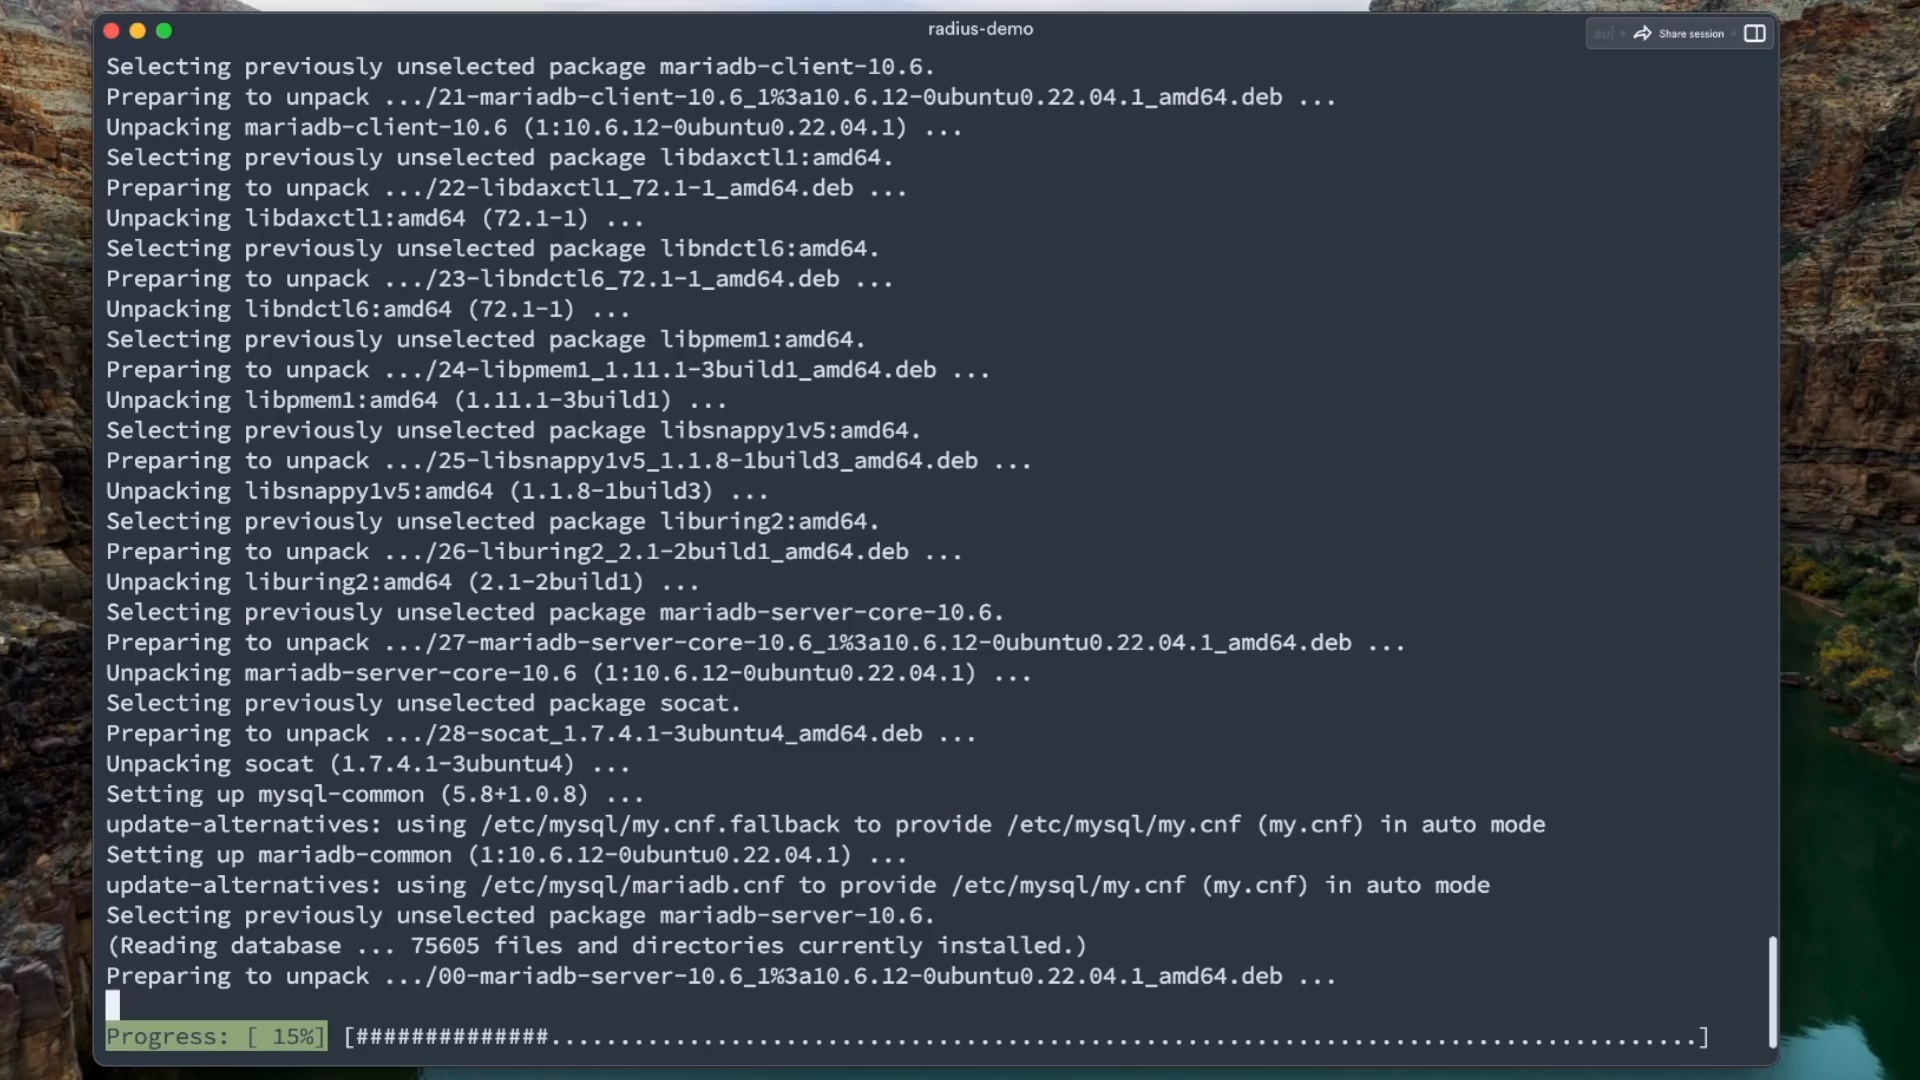 radius-demo
Share session
Selecting previously unselected package mariadb-client-10.6.
Preparing to unpack .../21-mariadb-client-10.6_1%3a10.6.12-0ubuntu0.22.04.1_amd64.deb ...
Unpacking mariadb-client-10.6 (1:10.6.12-0ubuntu0.22.04.1) ...
Selecting previously unselected package libdaxctl1:amd64.
Preparing to unpack .../22-libdaxctl1_72.1-1_amd64.deb ...
Unpacking libdaxctl1:amd64 (72.1-1) ...
Selecting previously unselected package libndctl6:amd64.
Preparing to unpack .../23-libndctl6_72.1-1_amd64.deb ...
Unpacking libndctl6:amd64 (72.1-1) ...
Selecting previously unselected package libpmem1:amd64.
Preparing to unpack .../24-libpmem1_1.11.1-3build1_amd64.deb ...
Unpacking libpmem1:amd64 (1.11.1-3build1) ...
Selecting previously unselected package libsnappy1v5:amd64.
Preparing to unpack .../25-libsnappy1v5_1.1.8-1build3_amd64.deb ...
Unpacking libsnappy1v5:amd64 (1.1.8-1build3) ...
Selecting previously unselected package liburing2:amd64.
Preparing to unpack .../26-liburing2_2.1-2build1_amd64.deb ...
Unpacking liburing2:amd64 (2.1-2build1) ...
Selecting previously unselected package mariadb-server-core-10.6.
Preparing to unpack .../27-mariadb-server-core-10.6_1%3a10.6.12-0ubuntu0.22.04.1_amd64.deb ...
Unpacking mariadb-server-core-10.6 (1:10.6.12-0ubuntu0.22.04.1) ...
Selecting previously unselected package socat.
Preparing to unpack .../28-socat_1.7.4.1-3ubuntu4_amd64.deb ...
Unpacking socat (1.7.4.1-3ubuntu4) ...
Setting up mysql-common (5.8+1.0.8) ...
update-alternatives: using /etc/mysql/my.cnf.fallback to provide /etc/mysql/my.cnf (my.cnf) in auto mode
Setting up mariadb-common (1:10.6.12-0ubuntu0.22.04.1) ...
update-alternatives: using /etc/mysql/mariadb.cnf to provide /etc/mysql/my.cnf (my.cnf) in auto mode
Selecting previously unselected package mariadb-server-10.6.
(Reading database ... 75605 files and directories currently installed.)
Preparing to unpack .../00-mariadb-server-10.6_1%3a10.6.12-0ubuntu0.22.04.1_amd64.deb ...
Progress: [ 15%] [##############...................................................................................]